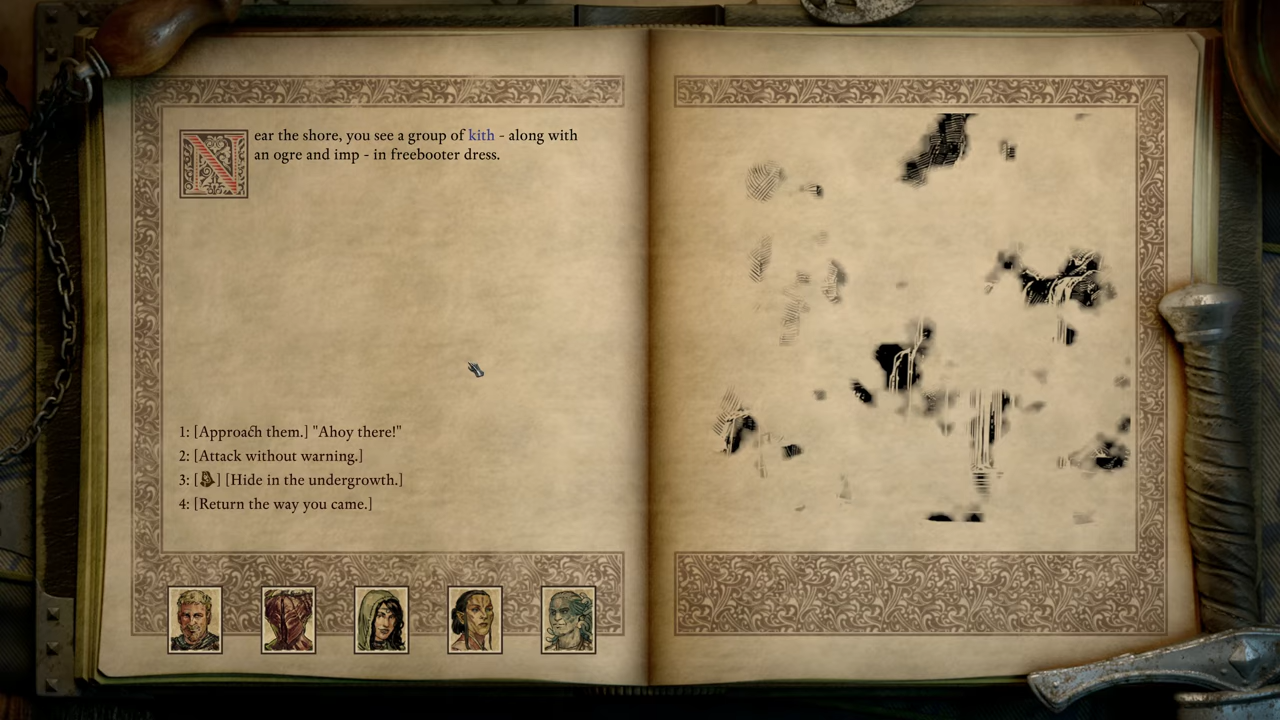 Near the shore, you see a group of kith - along with
an ogre and imp - in freebooter dress.
1: [Approach them.] "Ahoy there!"
2: [Attack without warning.]
3: [] [Hide in the undergrowth.]
4: [Return the way you came.]